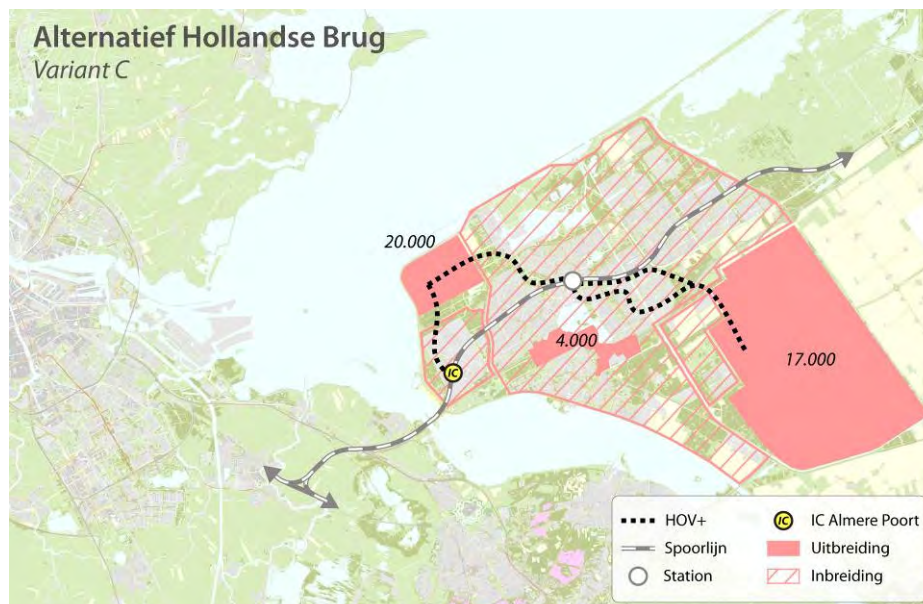 Alternatief Hollandse Brug
Variant C
20.000
4.000
17.000
IC
HOV+
Spoorlijn
Station
IC IC Almere Poort
Uitbreiding
Inbreiding